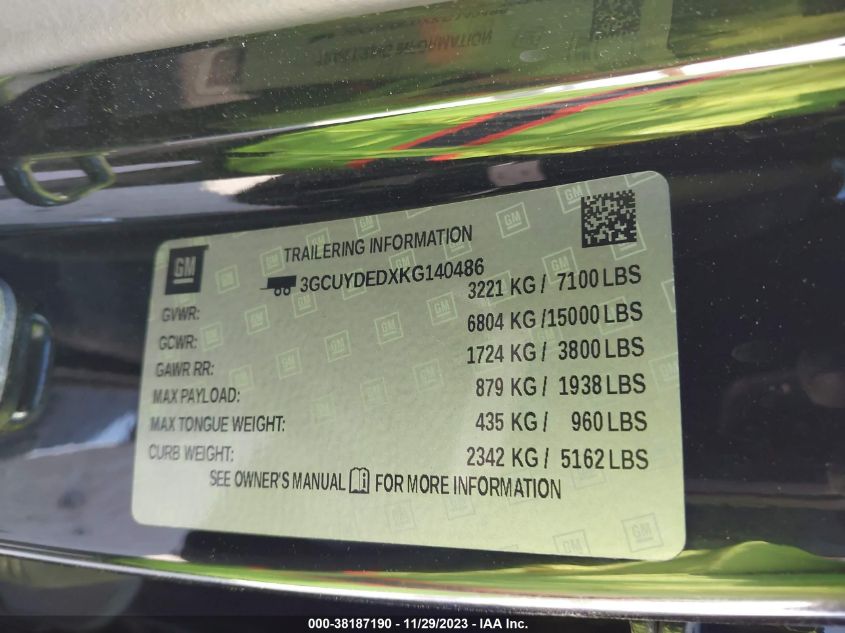 GM
TRAILERING INFORMATION
3GCUYDEDXKG140486
GVWR: 3221 KG / 7100 LBS
GCWR: 6804 KG /15000 LBS
GAWR RR: 1724 KG / 3800 LBS
MAX PAYLOAD: 879 KG / 1938 LBS
MAX TONGUE WEIGHT: 435 KG / 960 LBS
CURB WEIGHT: 2342 KG / 5162 LBS
SEE OWNER'S MANUAL FOR MORE INFORMATION
000-38187190 - 11/29/2023 - IAA Inc.